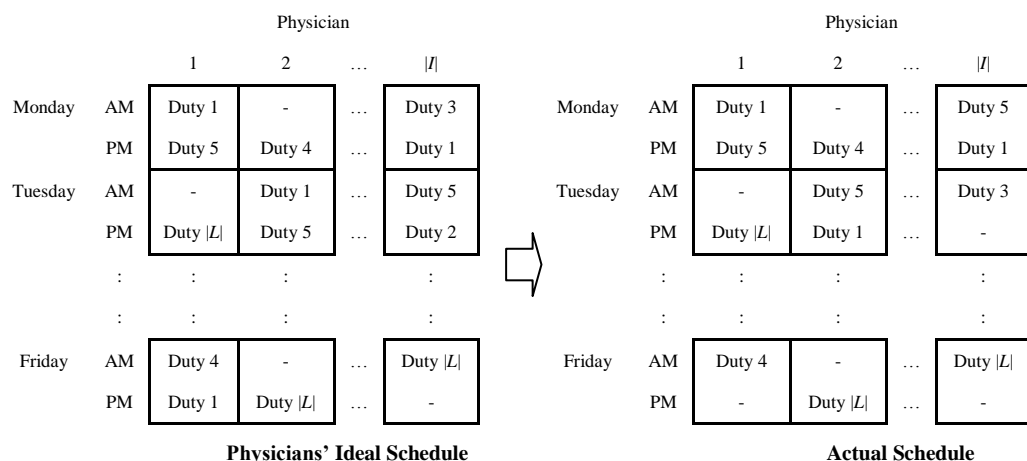 Physician
1 2 … |I|
Monday AM Duty 1 - … Duty 3
PM Duty 5 Duty 4 … Duty 1
Tuesday AM - Duty 1 … Duty 5
PM Duty |L| Duty 5 … Duty 2
: : : :
: : : :
Friday AM Duty 4 - … Duty |L|
PM Duty 1 Duty |L| … -
Physicians’ Ideal Schedule
Physician
1 2 … |I|
Monday AM Duty 1 - … Duty 5
PM Duty 5 Duty 4 … Duty 1
Tuesday AM - Duty 5 … Duty 3
PM Duty |L| Duty 1 … -
: : : :
: : : :
Friday AM Duty 4 - … Duty |L|
PM - Duty |L| … -
Actual Schedule